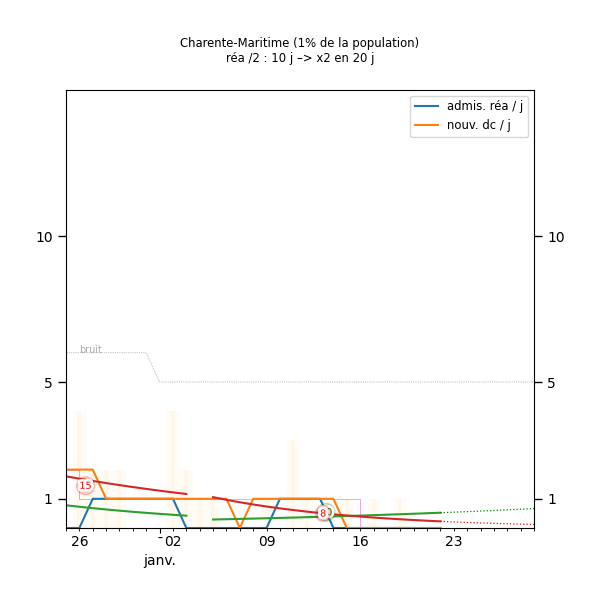 Charente-Maritime (1% de la population)
réa /2 : 10 j –> x2 en 20 j
admis. réa / j
nouv. dc / j
10 10
bruit
5 5
15
1 1
8
26 02 09 16 23
janv.